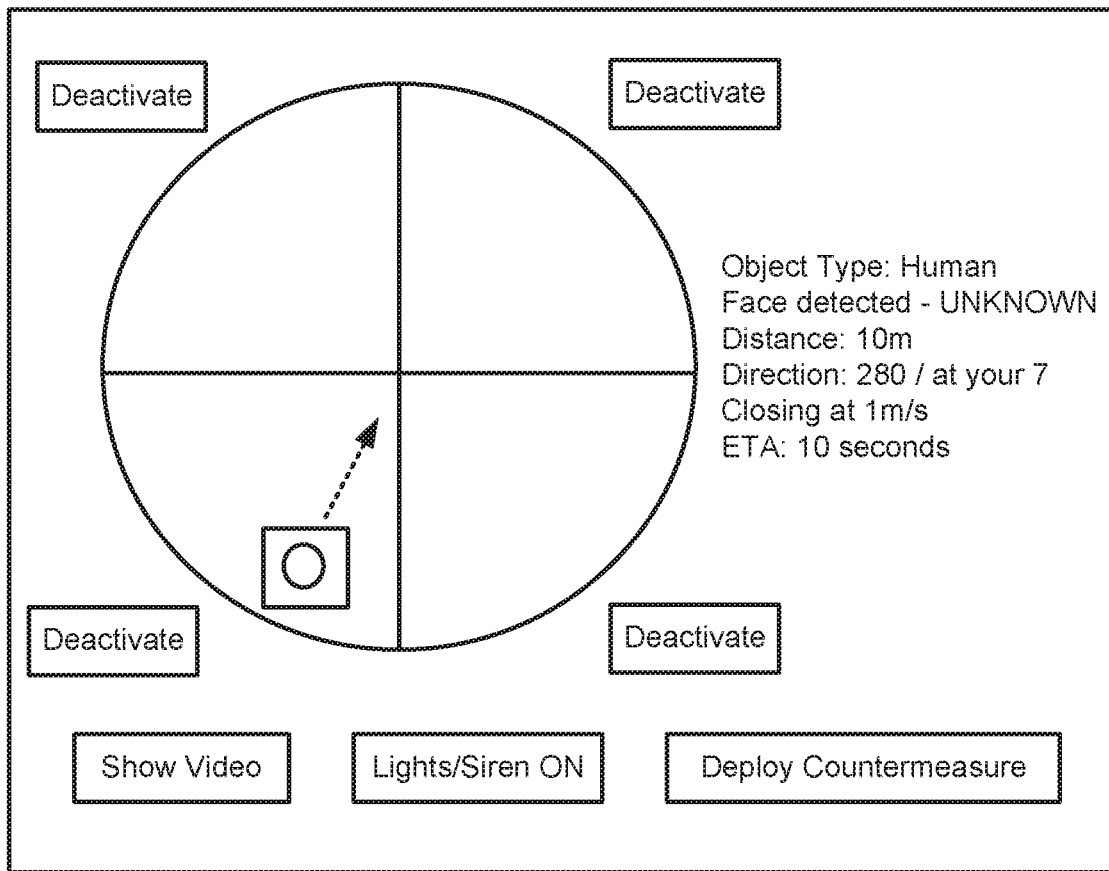 Deactivate
Deactivate
Object Type: Human
Face detected - UNKNOWN
Distance: 10m
Direction: 280 / at your 7
Closing at 1m/s
ETA: 10 seconds
Deactivate
Deactivate
Show Video
Lights/Siren ON
Deploy Countermeasure